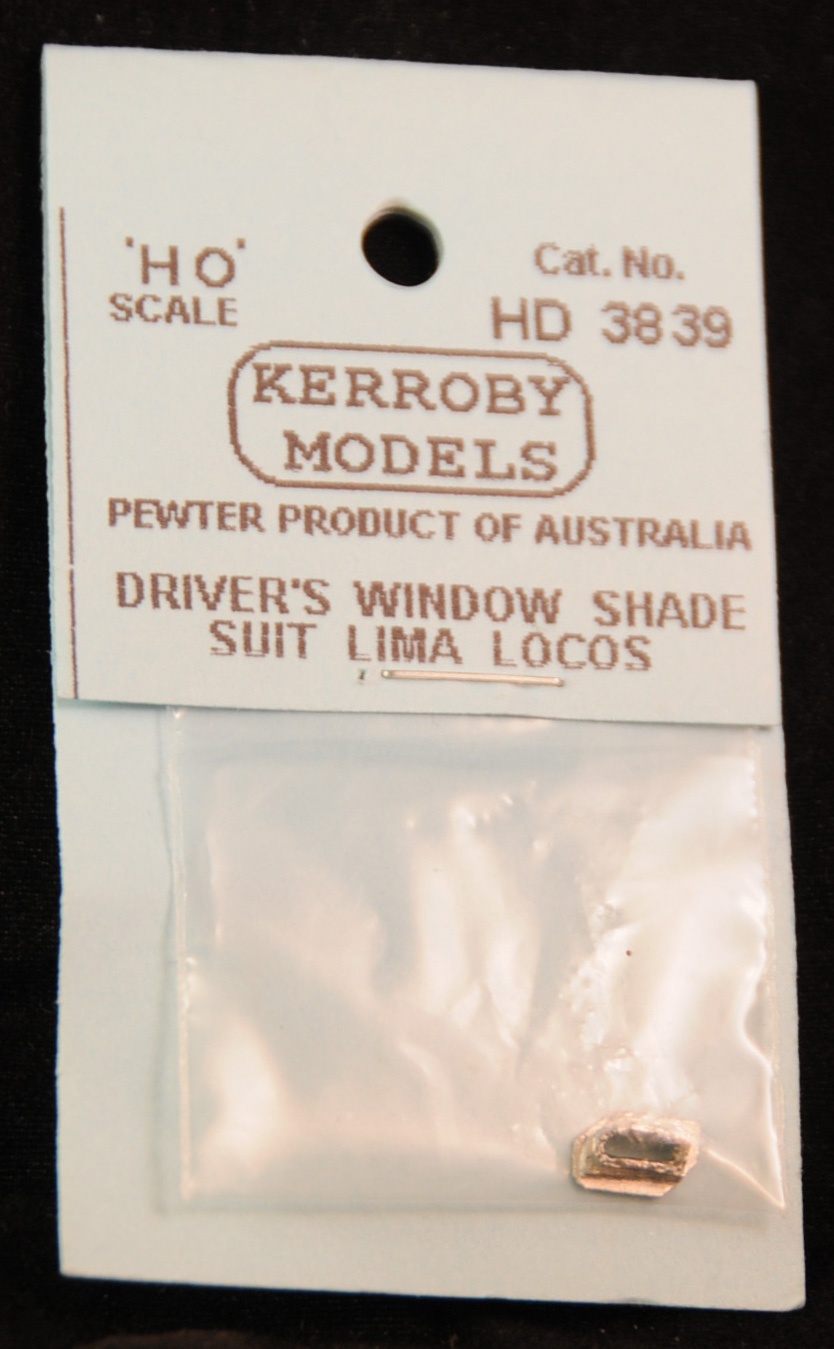 'HO'
SCALE
Cat. No.
HD 3839
KERROBY
MODELS
PEWTER PRODUCT OF AUSTRALIA
DRIVER'S WINDOW SHADE
SUIT LIMA LOCOS